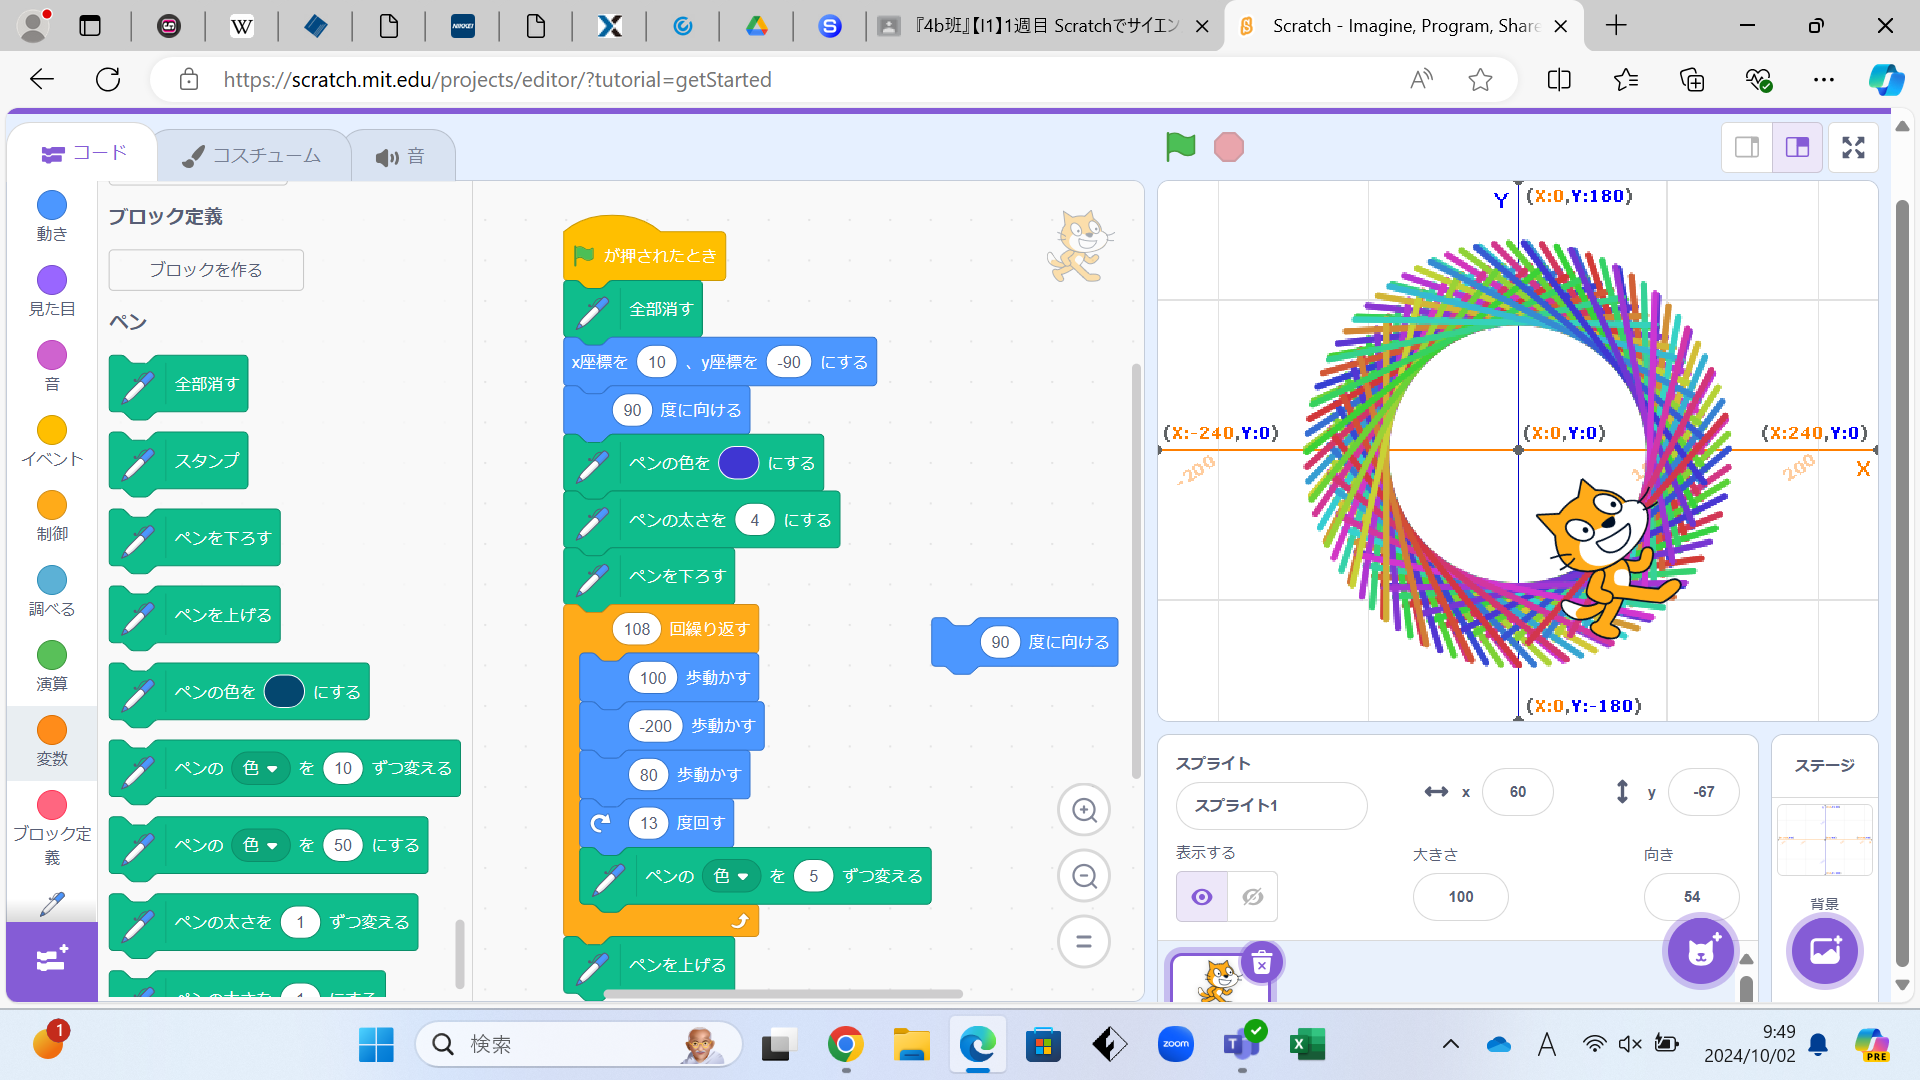 『4b班』【I1】1週目 Scratchでサイエン
Scratch - Imagine, Program, Share
https://scratch.mit.edu/projects/editor/?tutorial=getStarted
コード
コスチューム
音
動き
見た目
音
イベント
制御
調べる
演算
変数
ブロック定
義
ブロック定義
ブロックを作る
ペン
全部消す
スタンプ
ペンを下ろす
ペンを上げる
ペンの色を にする
ペンの 色 を 10 ずつ変える
ペンの 色 を 50 にする
ペンの太さを 1 ずつ変える
が押されたとき
全部消す
x座標を 10 、y座標を -90 にする
90 度に向ける
ペンの色を にする
ペンの太さを 4 にする
ペンを下ろす
108 回繰り返す
100 歩動かす
-200 歩動かす
80 歩動かす
13 度回す
ペンの 色 を 5 ずつ変える
ペンを上げる
90 度に向ける
Y (X:0,Y:180)
(X:-240,Y:0)
(X:0,Y:0)
(X:240,Y:0)
-200
200
X
(X:0,Y:-180)
スプライト
スプライト1
x 60
y -67
表示する
大きさ
100
向き
54
ステージ
背景
1
検索
zoom
A
9:49
2024/10/02
PRE